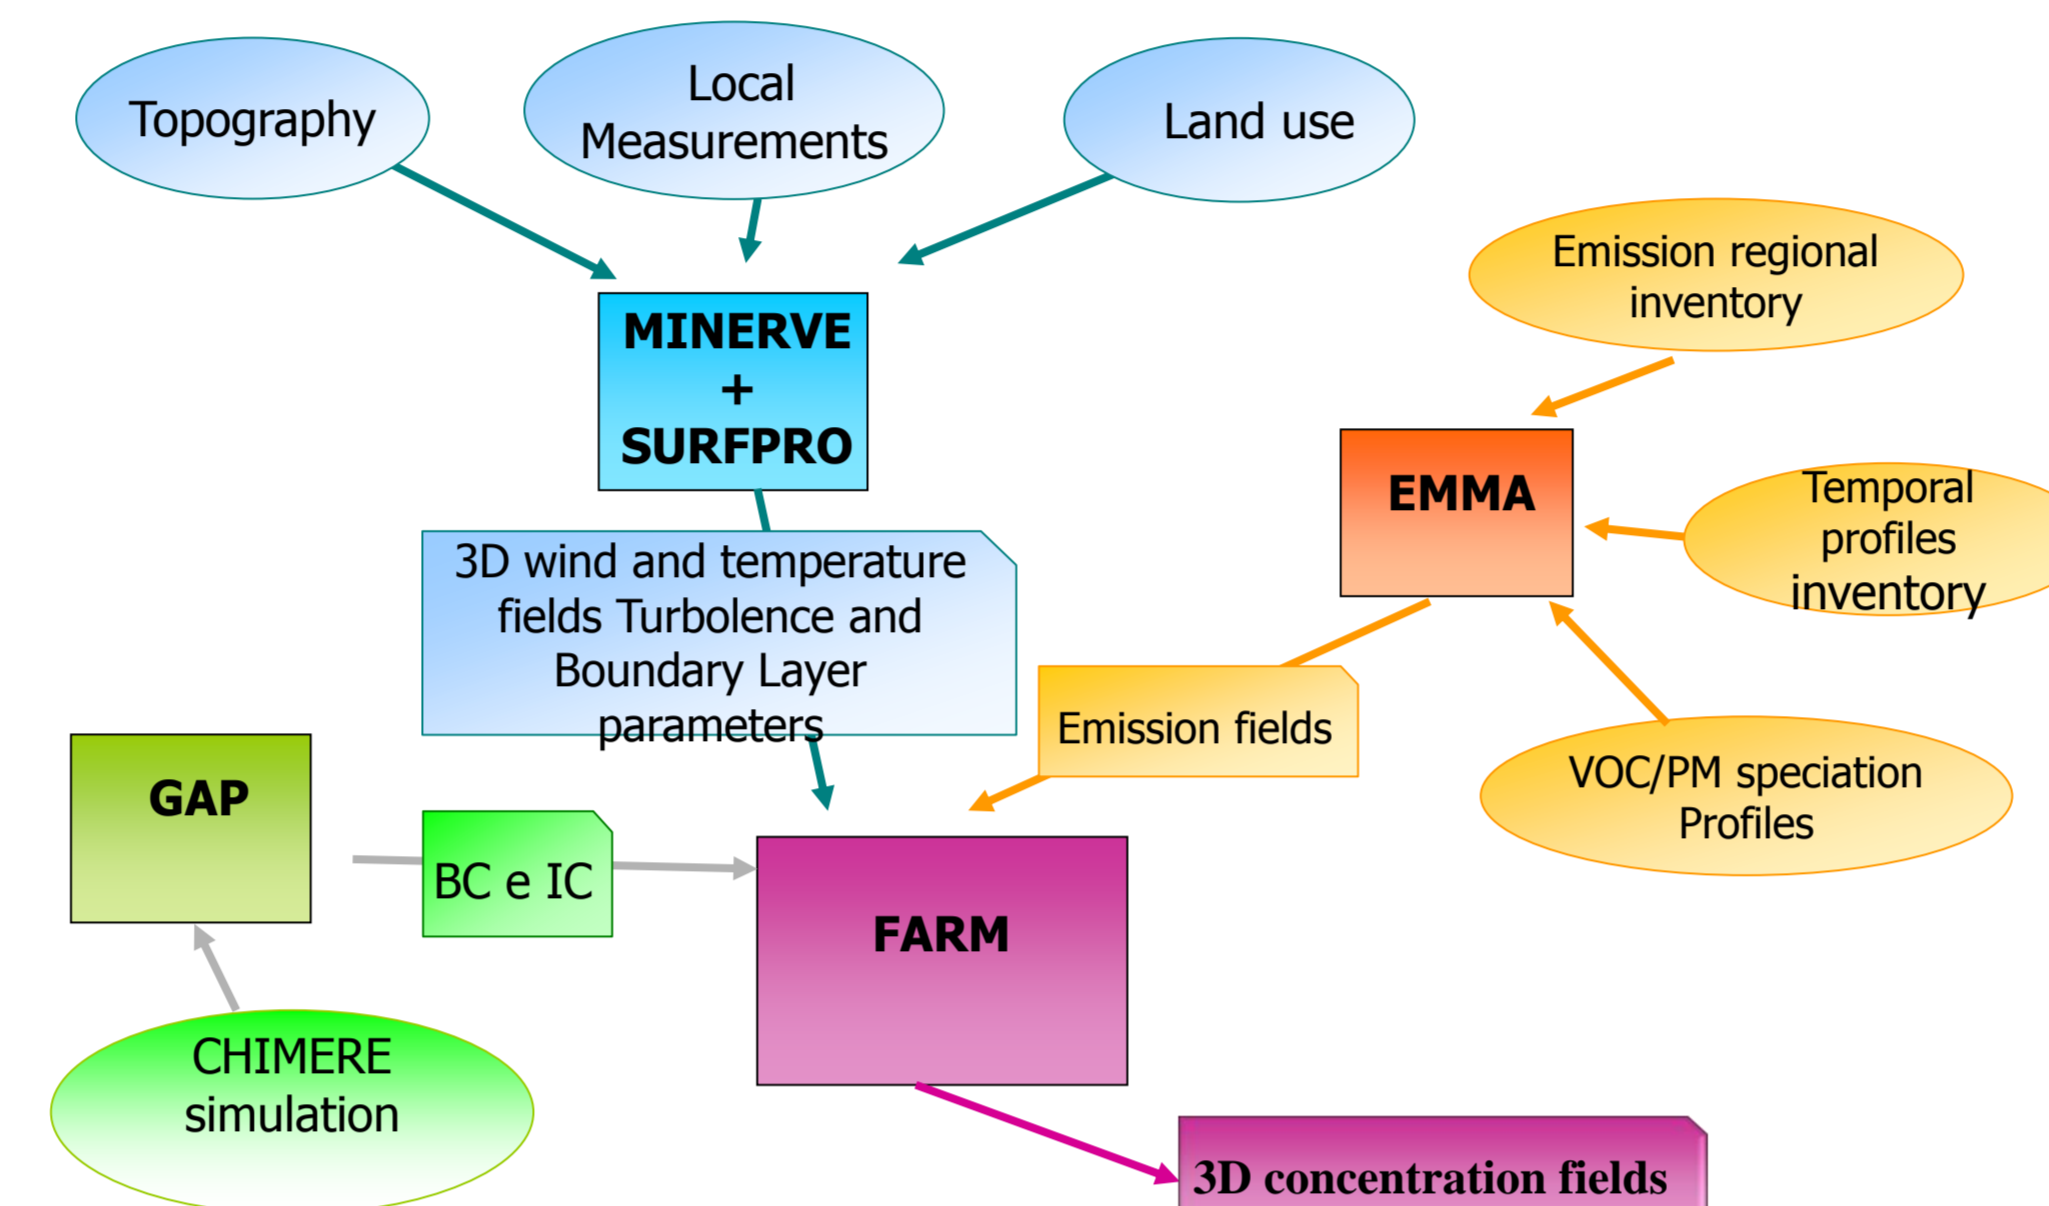 Topography
Local
Measurements
Land use
Emission regional
inventory
MINERVE
+
SURFPRO
EMMA
Temporal
profiles
inventory
3D wind and temperature
fields Turbolence and
Boundary Layer
parameters
Emission fields
VOC/PM speciation
Profiles
GAP
BC e IC
FARM
CHIMERE
simulation
3D concentration fields